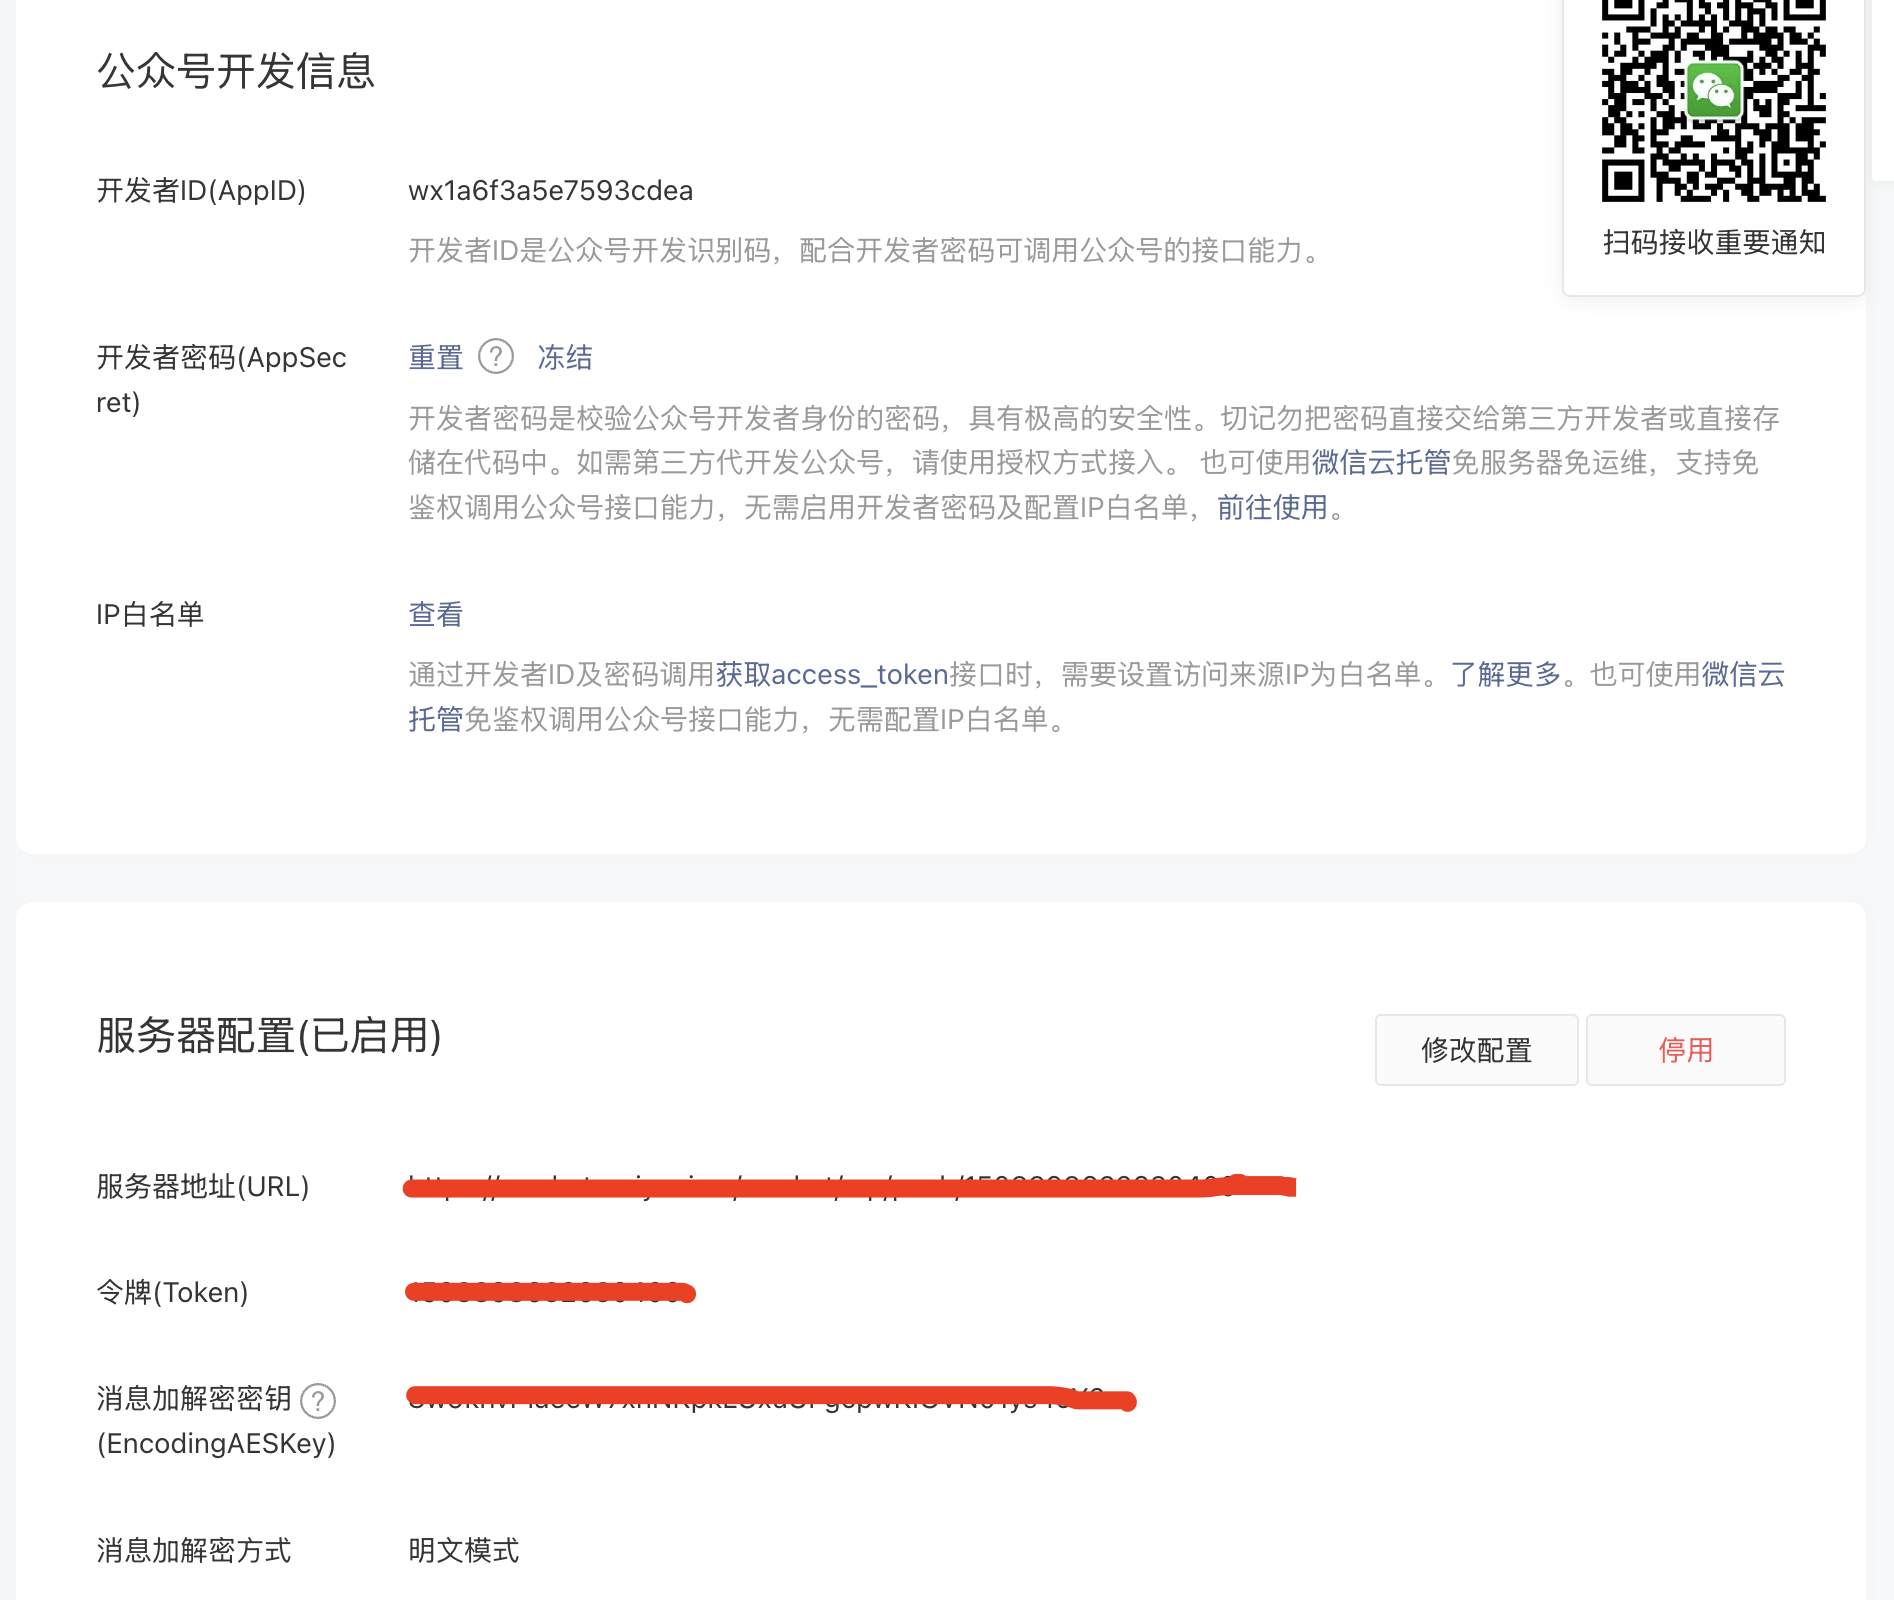 公众号开发信息
扫码接收重要通知
开发者ID(AppID)
wx1a6f3a5e7593cdea
开发者ID是公众号开发识别码，配合开发者密码可调用公众号的接口能力。
开发者密码(AppSec
ret)
重置 ? 冻结
开发者密码是校验公众号开发者身份的密码，具有极高的安全性。切记勿把密码直接交给第三方开发者或直接存
储在代码中。如需第三方代开发公众号，请使用授权方式接入。 也可使用微信云托管免服务器免运维，支持免
鉴权调用公众号接口能力，无需启用开发者密码及配置IP白名单，前往使用。
IP白名单
查看
通过开发者ID及密码调用获取access_token接口时，需要设置访问来源IP为白名单。了解更多。也可使用微信云
托管免鉴权调用公众号接口能力，无需配置IP白名单。
服务器配置(已启用)
修改配置
停用
服务器地址(URL)
令牌(Token)
消息加解密密钥 ?
(EncodingAESKey)
消息加解密方式
明文模式